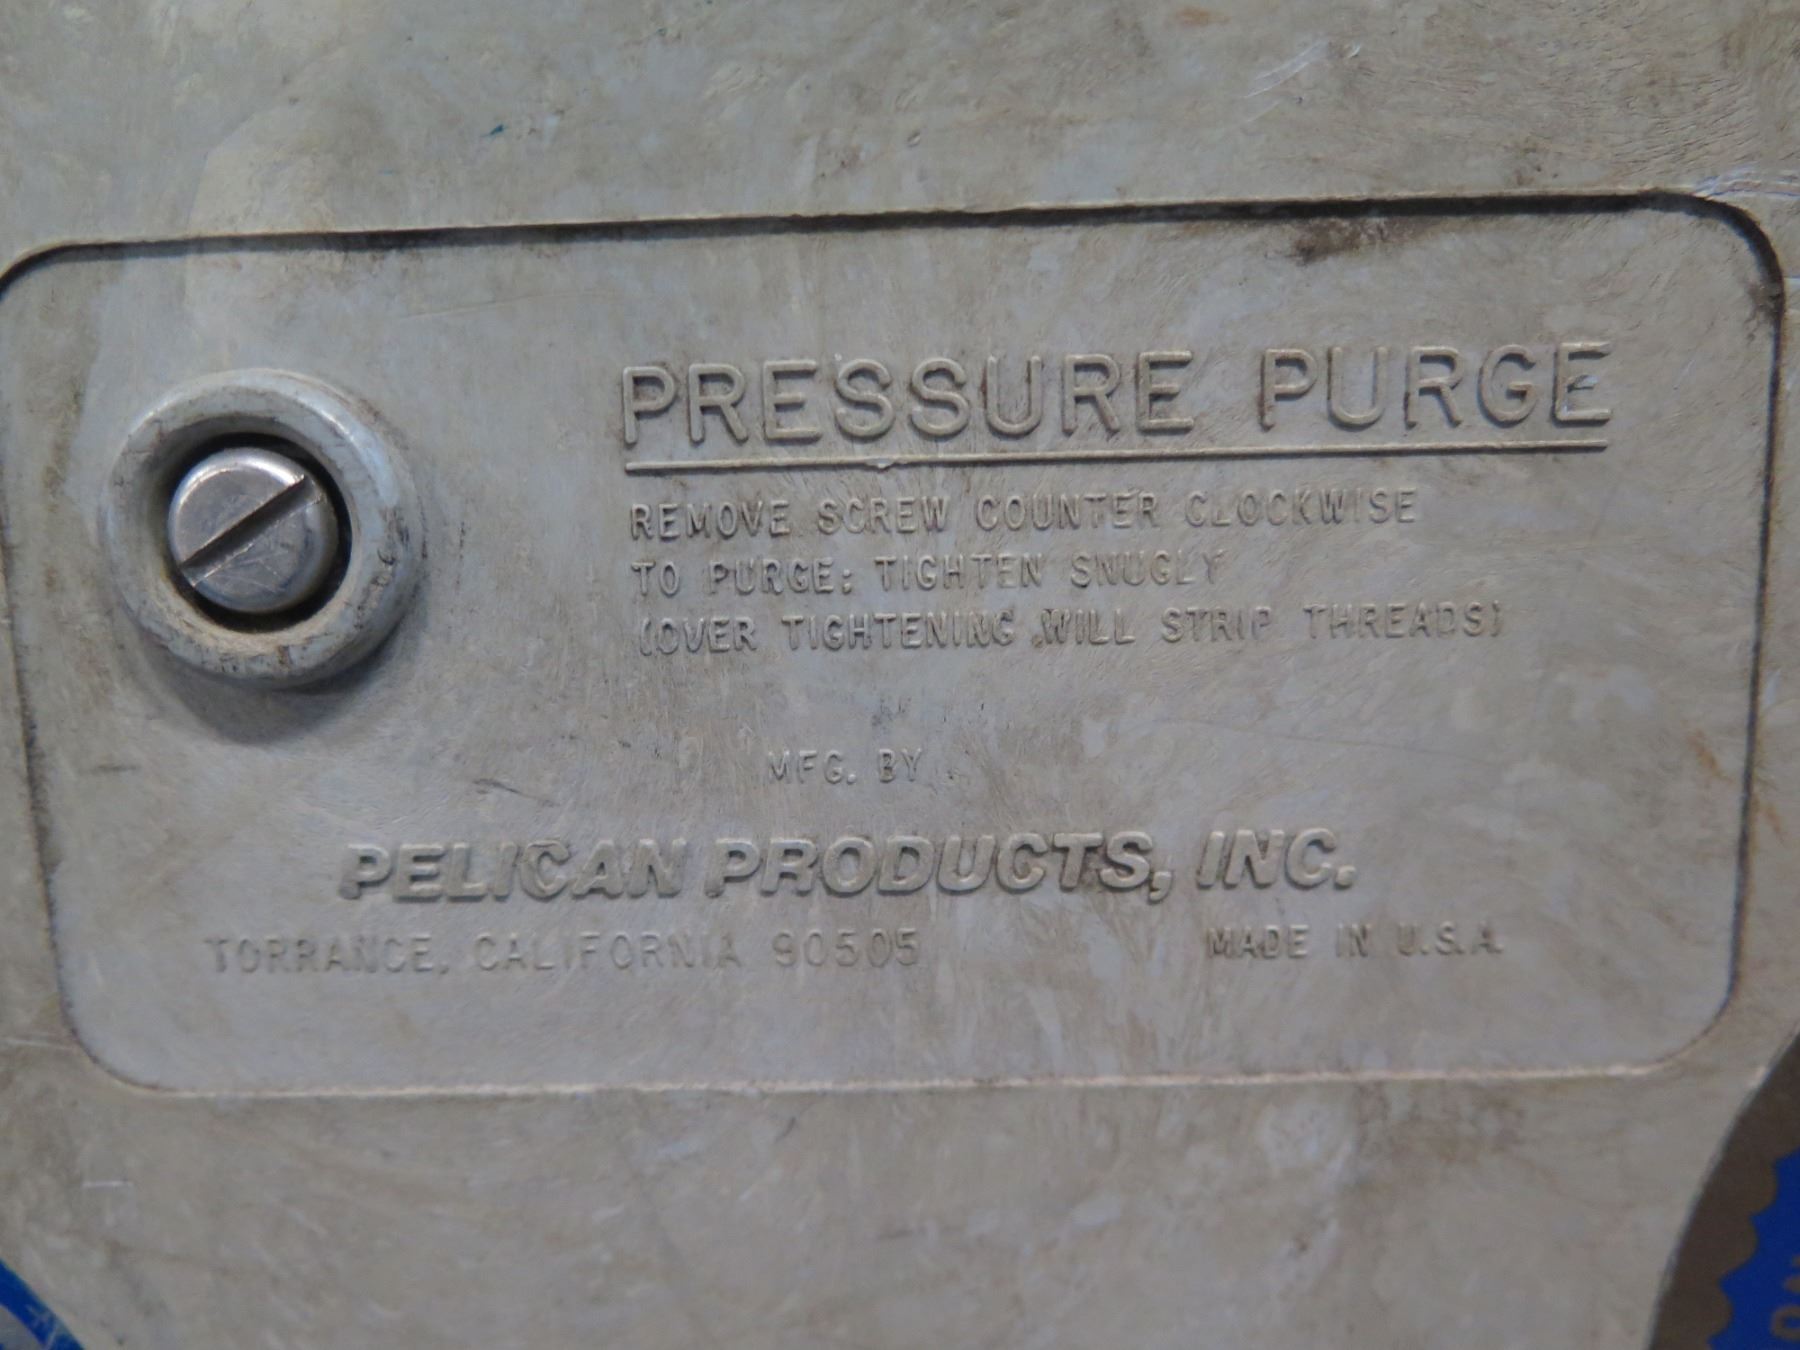 PRESSURE PURGE
REMOVE SCREW COUNTER CLOCKWISE
TO PURGE; TIGHTEN SNUGLY
(OVER TIGHTENING WILL STRIP THREADS)
MFG. BY
PELICAN PRODUCTS, INC.
TORRANCE, CALIFORNIA 90505 MADE IN U.S.A.